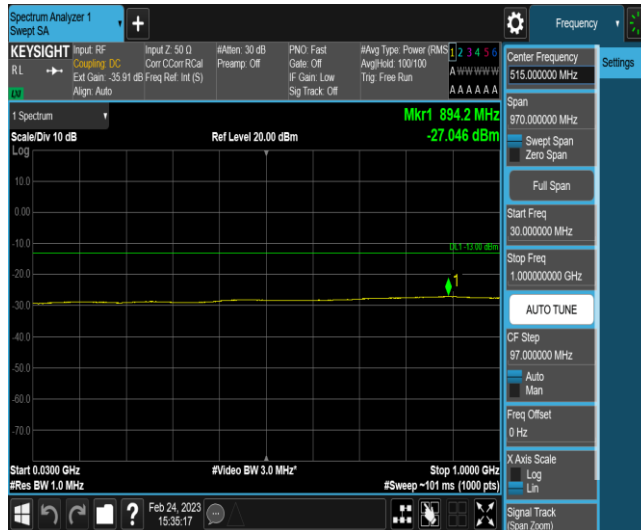 Spectrum Analyzer 1
Swept SA
+
Frequency
KEYSIGHT
RL
Input: RF
Coupling: DC
Ext Gain: -35.91 dB
Align: Auto
Input Z: 50 Ω
Corr CCorr RCal
Freq Ref: Int (S)
#Atten: 30 dB
Preamp: Off
PNO: Fast
Gate: Off
IF Gain: Low
Sig Track: Off
#Avg Type: Power (RMS
Avg|Hold: 100/100
Trig: Free Run
1 2 3 4 5 6
A W W W W W
A A A A A A
1 Spectrum
Scale/Div 10 dB
Log
Ref Level 20.00 dBm
Mkr1 894.2 MHz
-27.046 dBm
10.0
0.00
-10.0
-20.0
-30.0
-40.0
-50.0
-60.0
-70.0
DL1 -13.00 dBm
1
Start 0.0300 GHz
#Res BW 1.0 MHz
#Video BW 3.0 MHz*
Stop 1.0000 GHz
#Sweep ~101 ms (1000 pts)
?
Feb 24, 2023
15:35:17
Center Frequency
515.000000 MHz
Settings
Span
970.000000 MHz
Swept Span
Zero Span
Full Span
Start Freq
30.000000 MHz
Stop Freq
1.000000000 GHz
AUTO TUNE
CF Step
97.000000 MHz
Auto
Man
Freq Offset
0 Hz
X Axis Scale
Log
Lin
Signal Track
(Span Zoom)